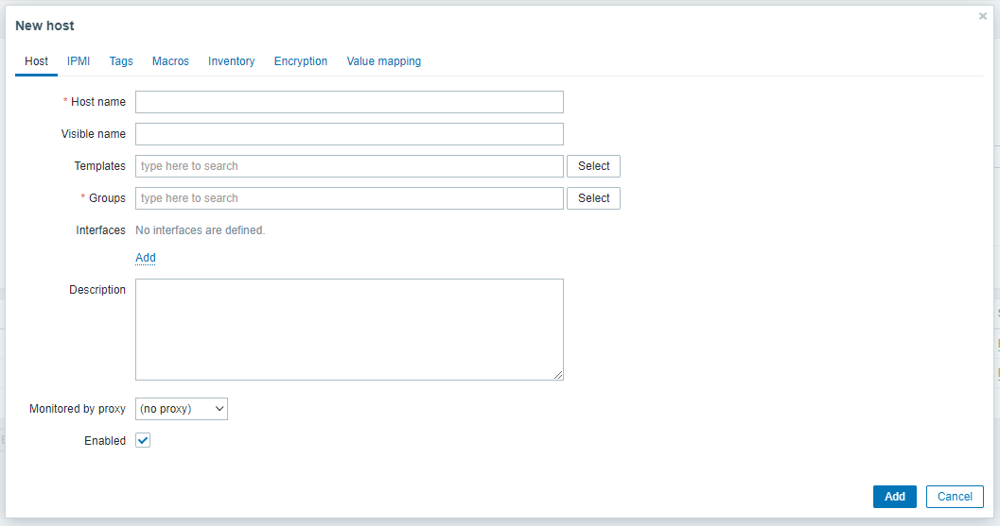 New host
Host IPMI Tags Macros Inventory Encryption Value mapping
* Host name
Visible name
Templates type here to search Select
* Groups type here to search Select
Interfaces No interfaces are defined.
Add
Description
Monitored by proxy (no proxy)
Enabled
Add Cancel